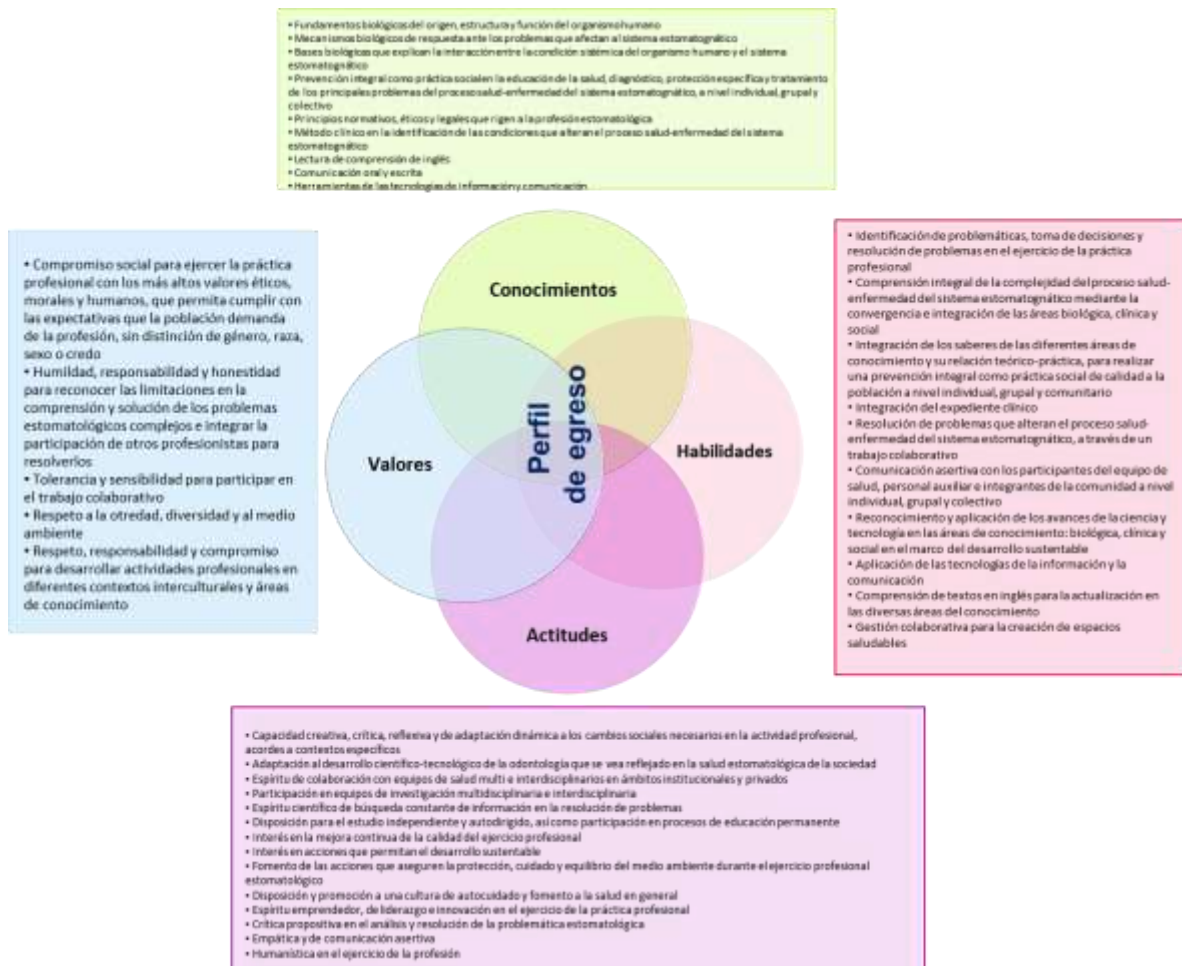 • Fundamentos biológicos del origen, estructura y función del organismo humano
• Mecanismos biológicos de respuesta ante los problemas que afectan al sistema estomatognático
• Bases biológicas que explican la interacción entre la condición sistémica del organismo humano y el sistema
estomatognático
• Prevención integral como práctica social en la educación de la salud, diagnóstico, protección específica y tratamiento
de los principales problemas del proceso salud-enfermedad del sistema estomatognático, a nivel individual, grupal y
colectivo
• Principios normativos, éticos y legales que rigen a la profesión estomatológica
• Método clínico en la identificación de las condiciones que alteran el proceso salud-enfermedad del sistema
estomatognático
• Lectura de comprensión de inglés
• Comunicación oral y escrita
• Herramientas de las tecnologías de información y comunicación
• Compromiso social para ejercer la práctica
profesional con los más altos valores éticos,
morales y humanos, que permita cumplir con
las expectativas que la población demanda
de la profesión, sin distinción de género, raza,
sexo o credo
• Humildad, responsabilidad y honestidad
para reconocer las limitaciones en la
comprensión y solución de los problemas
estomatológicos complejos e integrar la
participación de otros profesionistas para
resolverlos
• Tolerancia y sensibilidad para participar en
el trabajo colaborativo
• Respeto a la otredad, diversidad y al medio
ambiente
• Respeto, responsabilidad y compromiso
para desarrollar actividades profesionales en
diferentes contextos interculturales y áreas
de conocimiento
Conocimientos
Valores
Perfil
de egreso
Habilidades
Actitudes
• Identificación de problemáticas, toma de decisiones y
resolución de problemas en el ejercicio de la práctica
profesional
• Comprensión integral de la complejidad del proceso salud-
enfermedad del sistema estomatognático mediante la
convergencia e integración de las áreas biológica, clínica y
social
• Integración de los saberes de las diferentes áreas de
conocimiento y su relación teórico-práctica, para realizar
una prevención integral como práctica social de calidad a la
población a nivel individual, grupal y comunitario
• Integración del expediente clínico
• Resolución de problemas que alteran el proceso salud-
enfermedad del sistema estomatognático, a través de un
trabajo colaborativo
• Comunicación asertiva con los participantes del equipo de
salud, personal auxiliar e integrantes de la comunidad a nivel
individual, grupal y colectivo
• Reconocimiento y aplicación de los avances de la ciencia y
tecnología en las áreas de conocimiento: biológica, clínica y
social en el marco del desarrollo sustentable
• Aplicación de las tecnologías de la información y la
comunicación
• Comprensión de textos en inglés para la actualización en
las diversas áreas del conocimiento
• Gestión colaborativa para la creación de espacios
saludables
• Capacidad creativa, crítica, reflexiva y de adaptación dinámica a los cambios sociales necesarios en la actividad profesional,
acordes a contextos específicos
• Adaptación al desarrollo científico-tecnológico de la odontología que se vea reflejado en la salud estomatológica de la sociedad
• Espíritu de colaboración con equipos de salud multi e interdisciplinarios en ámbitos institucionales y privados
• Participación en equipos de investigación multidisciplinaria e interdisciplinaria
• Espíritu científico de búsqueda constante de información en la resolución de problemas
• Disposición para el estudio independiente y autodirigido, así como participación en procesos de educación permanente
• Interés en la mejora continua de la calidad del ejercicio profesional
• Interés en acciones que permitan el desarrollo sustentable
• Fomento de las acciones que aseguren la protección, cuidado y equilibrio del medio ambiente durante el ejercicio profesional
estomatológico
• Disposición y promoción a una cultura de autocuidado y fomento a la salud en general
• Espíritu emprendedor, de liderazgo e innovación en el ejercicio de la práctica profesional
• Crítica propositiva en el análisis y resolución de la problemática estomatológica
• Empática y de comunicación asertiva
• Humanística en el ejercicio de la profesión